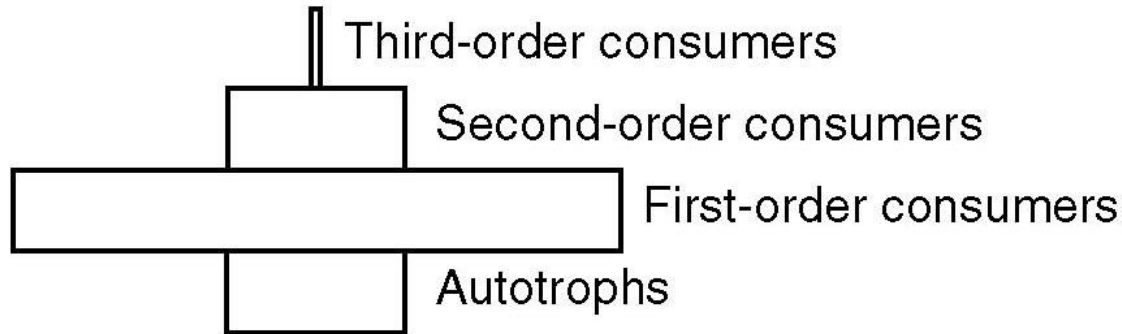 Third-order consumers
Second-order consumers
First-order consumers
Autotrophs